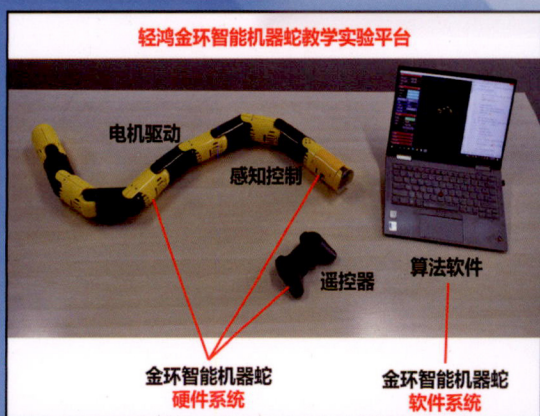 轻鸿金环智能机器蛇教学实验平台
电机驱动
感知控制
遥控器
算法软件
金环智能机器蛇
硬件系统
金环智能机器蛇
软件系统